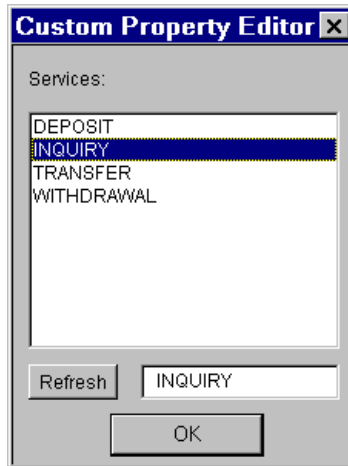 Custom Property Editor
Services:
DEPOSIT
INQUIRY
TRANSFER
WITHDRAWAL
Refresh INQUIRY
OK